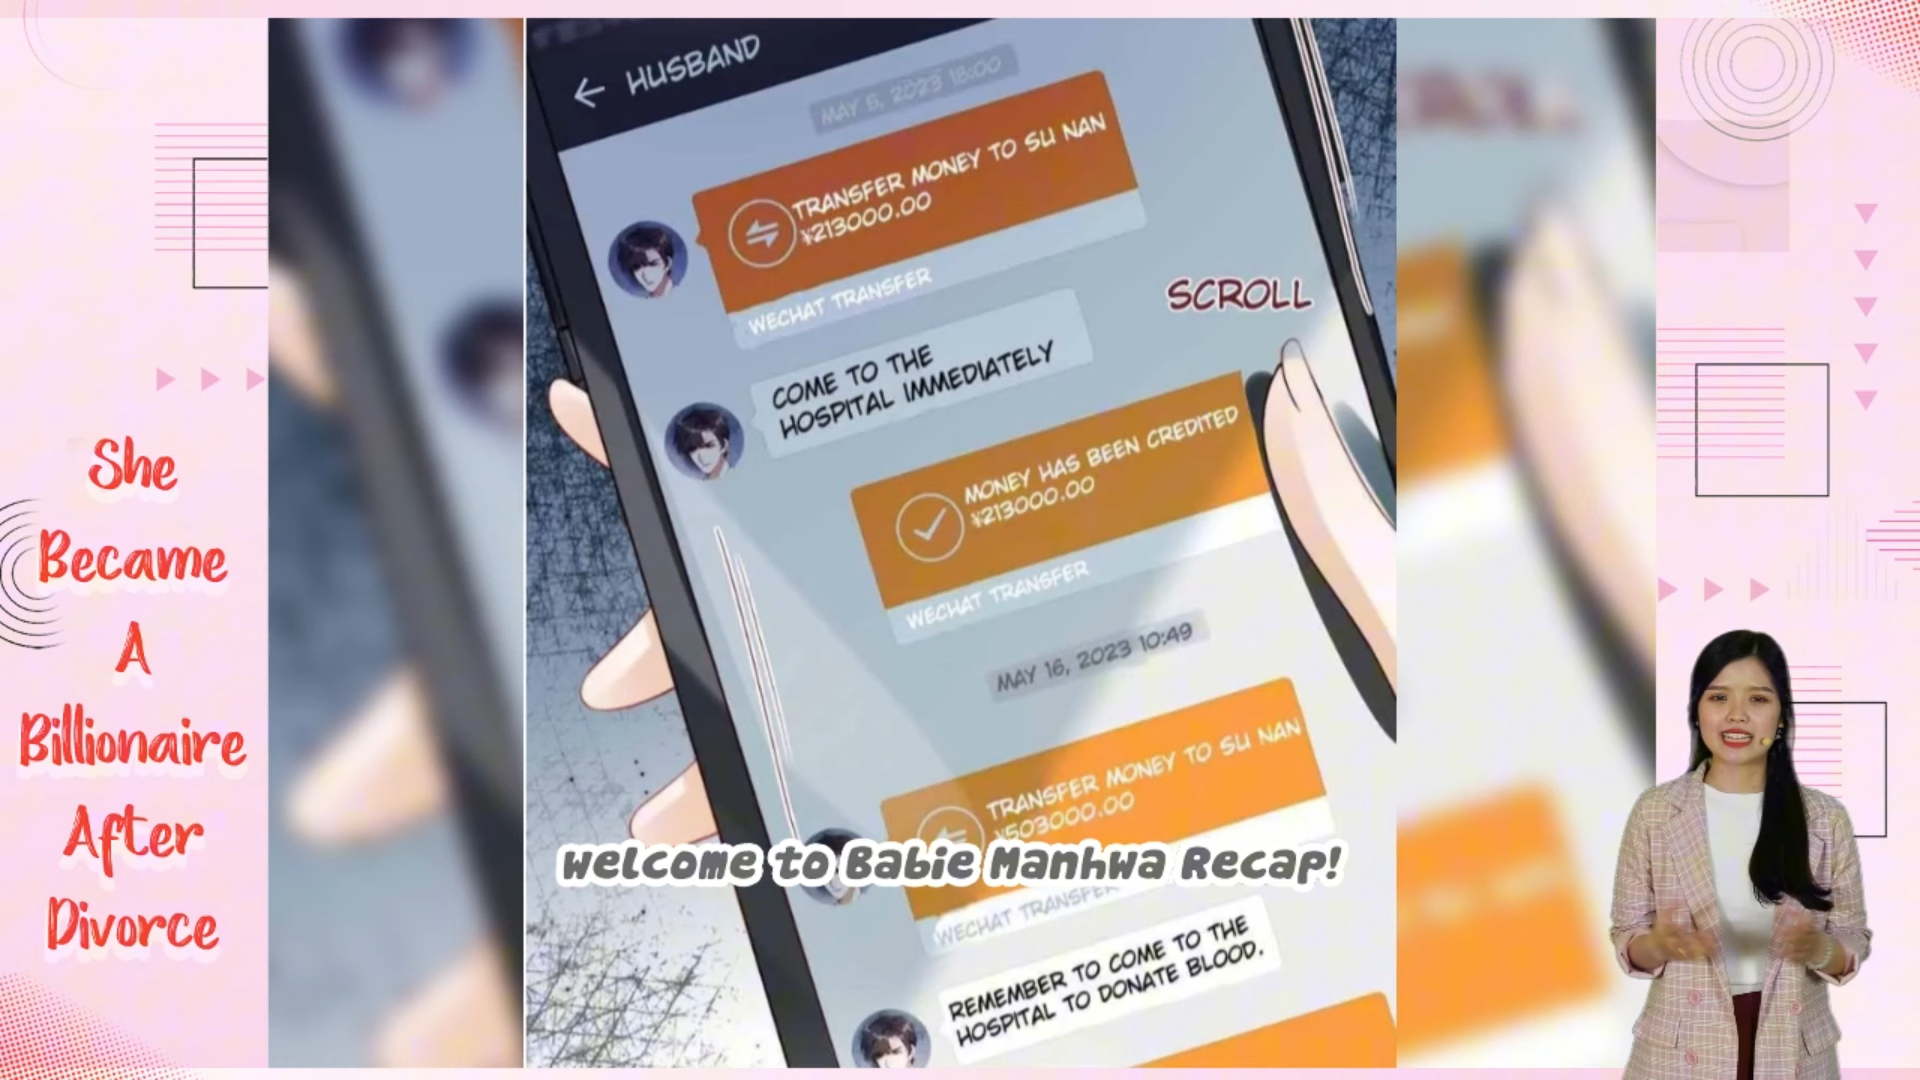 She
Became
A
Billionaire
After
Divorce
HUSBAND
MAY 5, 2023 18:00
TRANSFER MONEY TO SU NAN
¥213000.00
WECHAT TRANSFER
SCROLL
COME TO THE
HOSPITAL IMMEDIATELY
MONEY HAS BEEN CREDITED
¥213000.00
WECHAT TRANSFER
MAY 16, 2023 10:49
TRANSFER MONEY TO SU NAN
¥503000.00
welcome to Babie Manhwa Recap!
WECHAT TRANSFER
REMEMBER TO COME TO THE
HOSPITAL TO DONATE BLOOD.